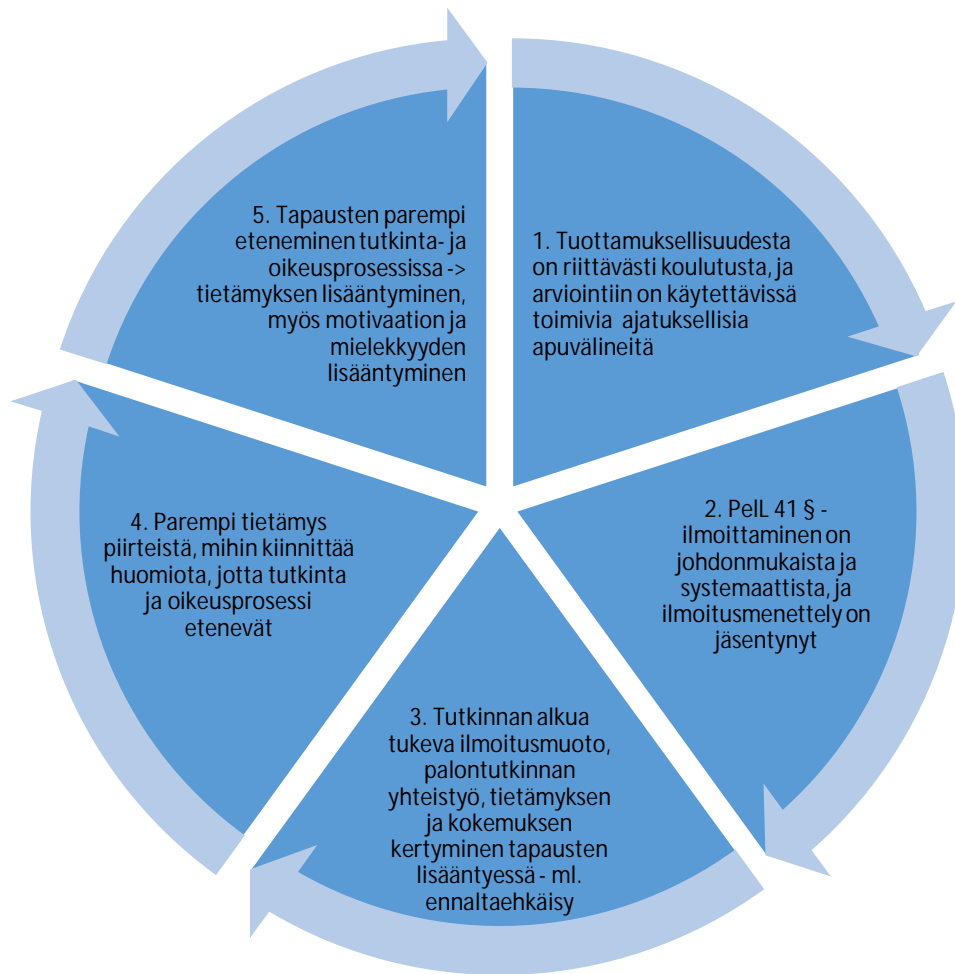 1. Tuottamuksellisuudesta
on riittävästi koulutusta, ja
arviointiin on käytettävissä
toimivia ajatuksellisia
apuvälineitä
2. PelL 41 § -
ilmoittaminen on
johdonmukaista ja
systemaattista, ja
ilmoitusmenettely on
jäsentynyt
3. Tutkinnan alkua
tukeva ilmoitusmuoto,
palontutkinnan
yhteistyö, tietämyksen
ja kokemuksen
kertyminen tapausten
lisääntyessä - ml.
ennaltaehkäisy
4. Parempi tietämys
piirteistä, mihin kiinnittää
huomiota, jotta tutkinta
ja oikeusprosessi
etenevät
5. Tapausten parempi
eteneminen tutkinta- ja
oikeusprosessissa ->
tietämyksen lisääntyminen,
myös motivaation ja
mielekkyyden
lisääntyminen